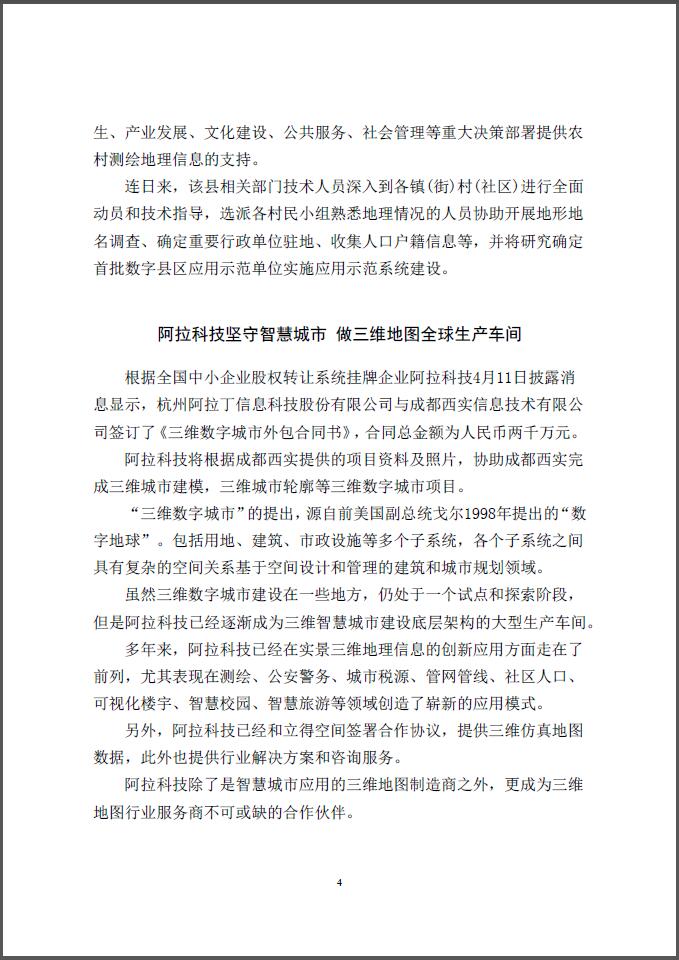 生、产业发展、文化建设、公共服务、社会管理等重大决策部署提供农
村测绘地理信息的支持。
连日来，该县相关部门技术人员深入到各镇(街)村(社区)进行全面
动员和技术指导，选派各村民小组熟悉地理情况的人员协助开展地形地
名调查、确定重要行政单位驻地、收集人口户籍信息等，并将研究确定
首批数字县区应用示范单位实施应用示范系统建设。
阿拉科技坚守智慧城市 做三维地图全球生产车间
根据全国中小企业股权转让系统挂牌企业阿拉科技4月11日披露消
息显示，杭州阿拉丁信息科技股份有限公司与成都西实信息技术有限公
司签订了《三维数字城市外包合同书》，合同总金额为人民币两千万元。
阿拉科技将根据成都西实提供的项目资料及照片，协助成都西实完
成三维城市建模，三维城市轮廓等三维数字城市项目。
“三维数字城市”的提出，源自前美国副总统戈尔1998年提出的“数
字地球”。包括用地、建筑、市政设施等多个子系统，各个子系统之间
具有复杂的空间关系基于空间设计和管理的建筑和城市规划领域。
虽然三维数字城市建设在一些地方，仍处于一个试点和探索阶段，
但是阿拉科技已经逐渐成为三维智慧城市建设底层架构的大型生产车间。
多年来，阿拉科技已经在实景三维地理信息的创新应用方面走在了
前列，尤其表现在测绘、公安警务、城市税源、管网管线、社区人口、
可视化楼宇、智慧校园、智慧旅游等领域创造了崭新的应用模式。
另外，阿拉科技已经和立得空间签署合作协议，提供三维仿真地图
数据，此外也提供行业解决方案和咨询服务。
阿拉科技除了是智慧城市应用的三维地图制造商之外，更成为三维
地图行业服务商不可或缺的合作伙伴。
4